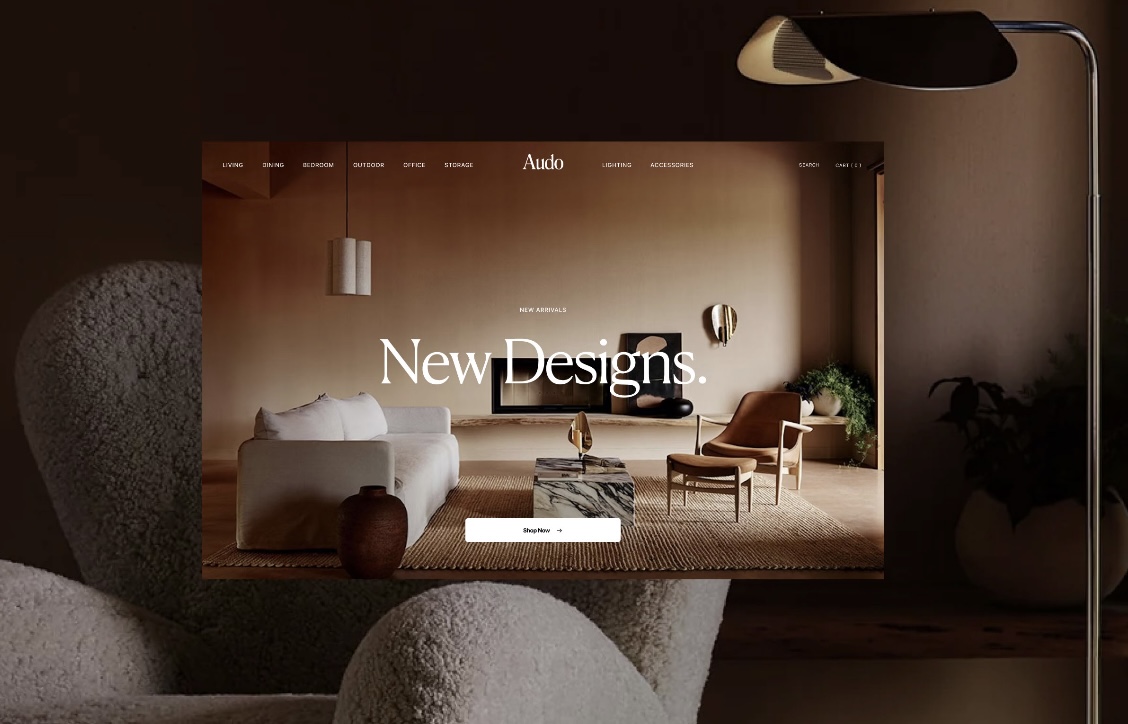 LIVING DINING BEDROOM OUTDOOR OFFICE STORAGE Audo LIGHTING ACCESSORIES SEARCH CART ( 0 )
NEW ARRIVALS
New Designs.
Shop Now →